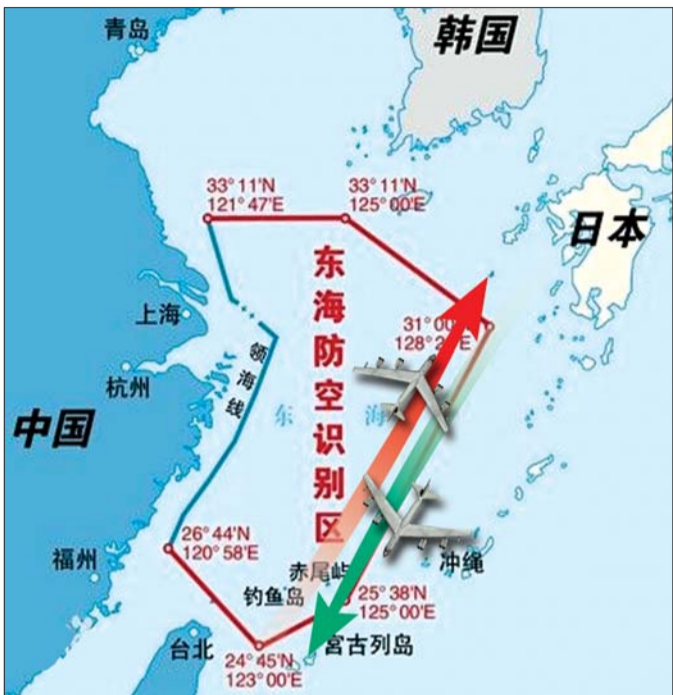 青岛
韩国
33°11'N
121°47'E
33°11'N
125°00'E
日本
东海防空识别区
上海
31°00'
128°2 'E
领海线
杭州
东 海
中国
26°44'N
120°58'E
福州
赤尾屿
冲绳
钓鱼岛
25°38'N
125°00'E
台北
宫古列岛
24°45'N
123°00'E